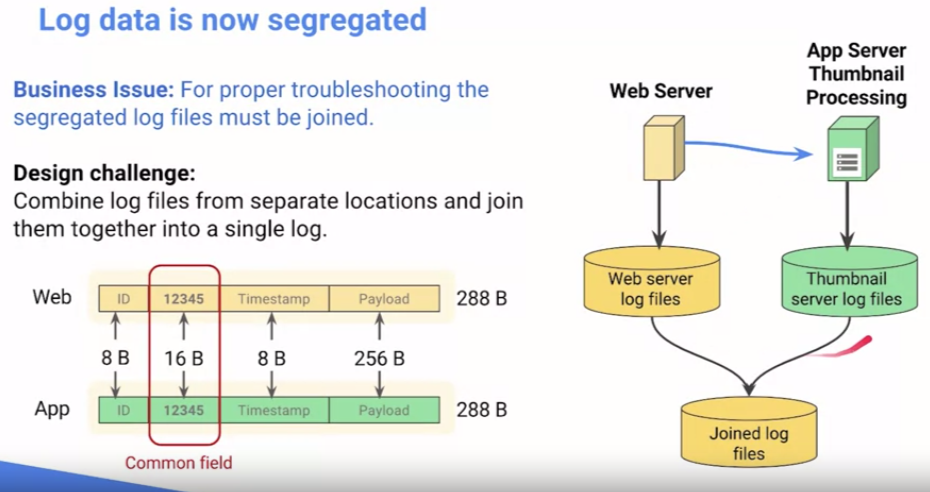 Log data is now segregated
Business Issue: For proper troubleshooting the
segregated log files must be joined.
Design challenge:
Combine log files from separate locations and join
them together into a single log.
Web
ID
12345
Timestamp
Payload
288 B
8 B
16 B
8 B
256 B
App
ID
12345
Timestamp
Payload
288 B
Common field
Web Server
App Server
Thumbnail
Processing
Web server
log files
Thumbnail
server log files
Joined log
files